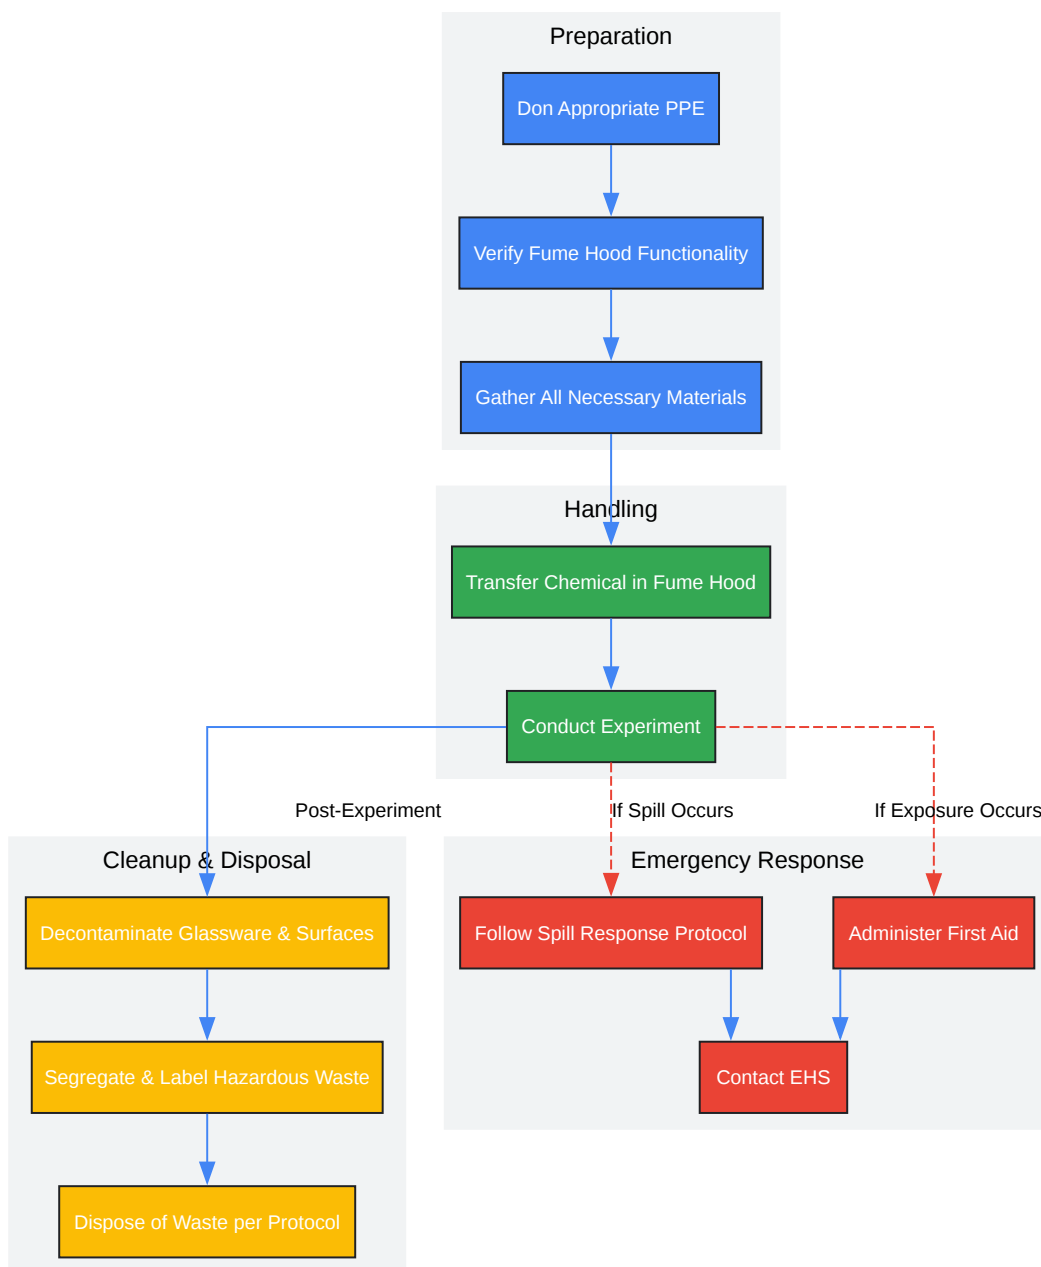 Preparation
Don Appropriate PPE
Verify Fume Hood Functionality
Gather All Necessary Materials
Handling
Transfer Chemical in Fume Hood
Conduct Experiment
Post-Experiment
If Spill Occurs
If Exposure Occurs
Cleanup & Disposal
Decontaminate Glassware & Surfaces
Segregate & Label Hazardous Waste
Dispose of Waste per Protocol
Emergency Response
Follow Spill Response Protocol
Administer First Aid
Contact EHS